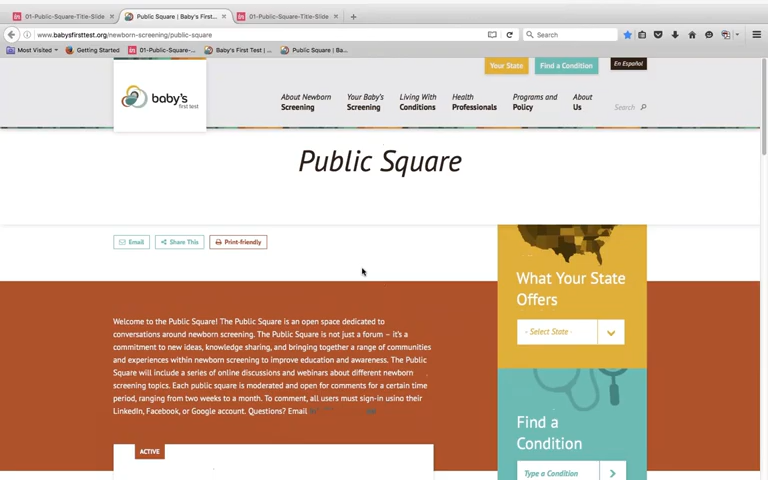 01-Public-Square-Title-Slide
Public Square | Baby's First...
01-Public-Square-Title-Slide
www.babysfirsttest.org/newborn-screening/public-square
Search
Most Visited
Getting Started
01-Public-Square-...
Baby's First Test | ...
Public Square | Ba...
Your State
Find a Condition
En Español
baby's
first test
About Newborn
Screening
Your Baby's
Screening
Living With
Conditions
Health
Professionals
Programs and
Policy
About
Us
Search
Public Square
Email
Share This
Print-friendly
What Your State
Offers
- Select State -
Welcome to the Public Square! The Public Square is an open space dedicated to
conversations around newborn screening. The Public Square is not just a forum – it's a
commitment to new ideas, knowledge sharing, and bringing together a range of communities
and experiences within newborn screening to improve education and awareness. The Public
Square will include a series of online discussions and webinars about different newborn
screening topics. Each public square is moderated and open for comments for a certain time
period, ranging from two weeks to a month. To comment, all users must sign-in using their
LinkedIn, Facebook, or Google account. Questions? Email
Find a
Condition
Type a Condition
ACTIVE